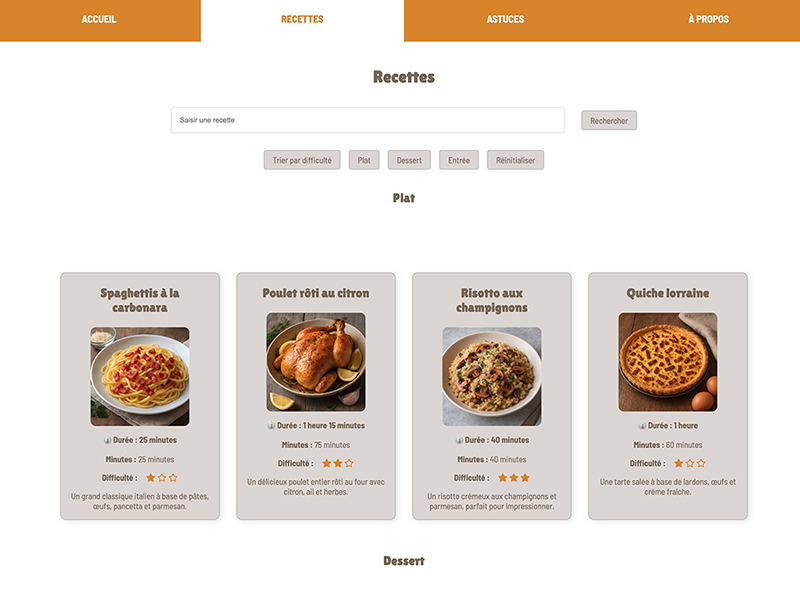 ACCUEIL
RECETTES
ASTUCES
À PROPOS
Recettes
Saisir une recette
Rechercher
Trier par difficulté
Plat
Dessert
Entrée
Réinitialiser
Plat
Spaghettis à la
carbonara
Durée : 25 minutes
Minutes : 25 minutes
Difficulté :
Un grand classique italien à base de pâtes,
œufs, pancetta et parmesan.
Poulet rôti au citron
Durée : 1 heure 15 minutes
Minutes : 75 minutes
Difficulté :
Un délicieux poulet entier rôti au four avec
citron, ail et herbes.
Risotto aux
champignons
Durée : 40 minutes
Minutes : 40 minutes
Difficulté :
Un risotto crémeux aux champignons et
parmesan, parfait pour impressionner.
Quiche lorraine
Durée : 1 heure
Minutes : 60 minutes
Difficulté :
Une tarte salée à base de lardons, œufs et
crème fraîche.
Dessert